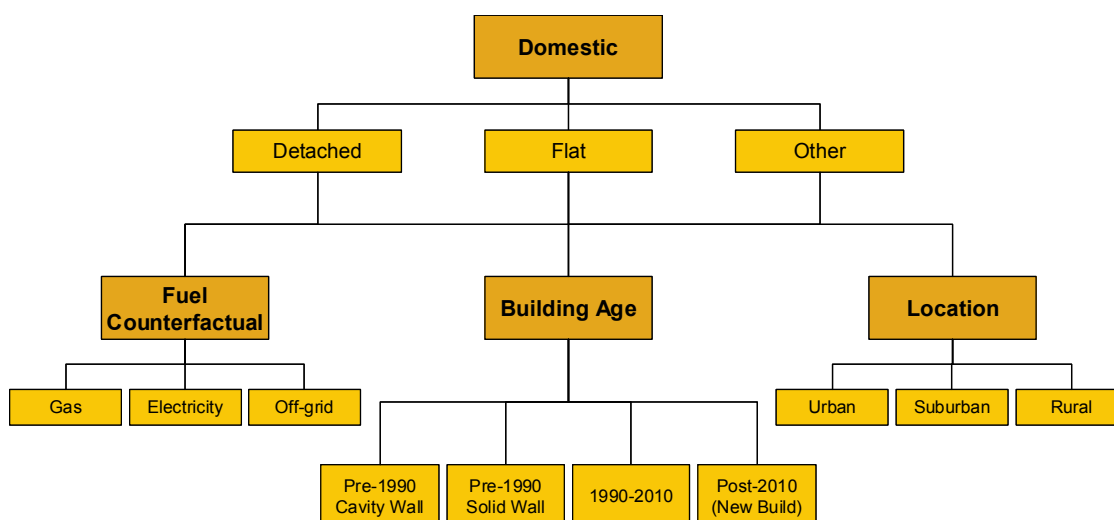 Domestic
Detached
Flat
Other
Fuel
Counterfactual
Building Age
Location
Gas
Electricity
Off-grid
Urban
Suburban
Rural
Pre-1990
Cavity Wall
Pre-1990
Solid Wall
1990-2010
Post-2010
(New Build)